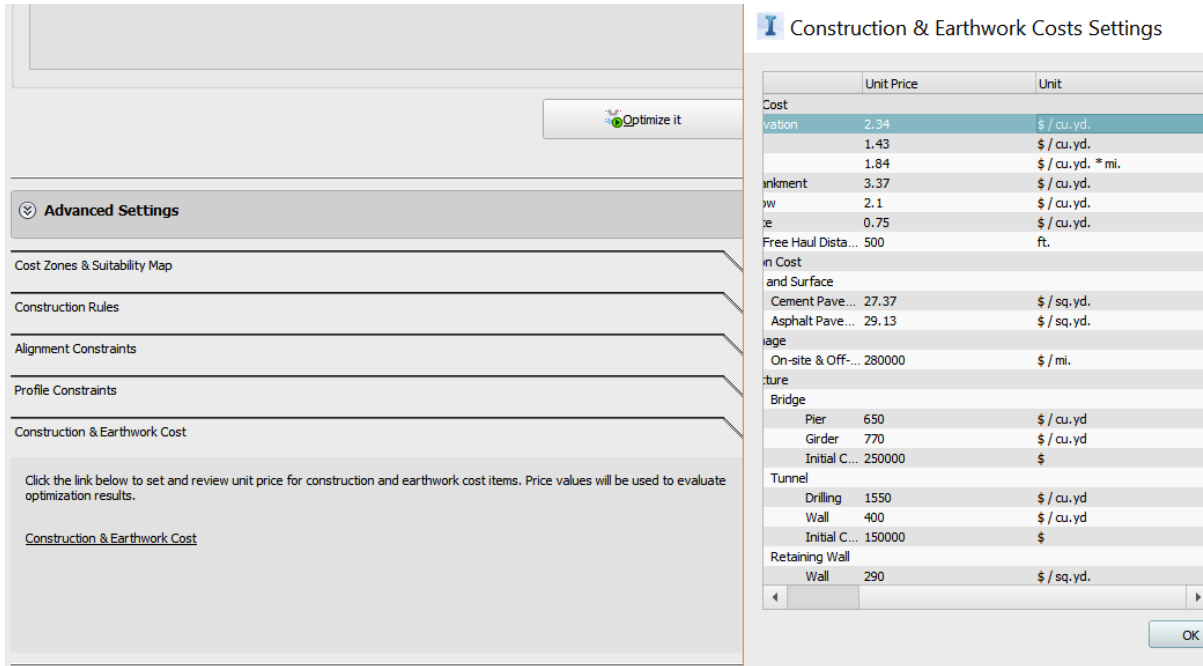 Optimize it
Advanced Settings
Cost Zones & Suitability Map
Construction Rules
Alignment Constraints
Profile Constraints
Construction & Earthwork Cost
Click the link below to set and review unit price for construction and earthwork cost items. Price values will be used to evaluate
optimization results.
Construction & Earthwork Cost
Construction & Earthwork Costs Settings
Unit Price Unit
Cost
vation 2.34 $ / cu.yd.
1.43 $ / cu.yd.
1.84 $ / cu.yd. * mi.
ankment 3.37 $ / cu.yd.
ow 2.1 $ / cu.yd.
te 0.75 $ / cu.yd.
Free Haul Dista... 500 ft.
on Cost
and Surface
Cement Pave... 27.37 $ / sq.yd.
Asphalt Pave... 29.13 $ / sq.yd.
nage
On-site & Off-... 280000 $ / mi.
cture
Bridge
Pier 650 $ / cu.yd
Girder 770 $ / cu.yd
Initial C... 250000 $
Tunnel
Drilling 1550 $ / cu.yd
Wall 400 $ / cu.yd
Initial C... 150000 $
Retaining Wall
Wall 290 $ / sq.yd.
OK